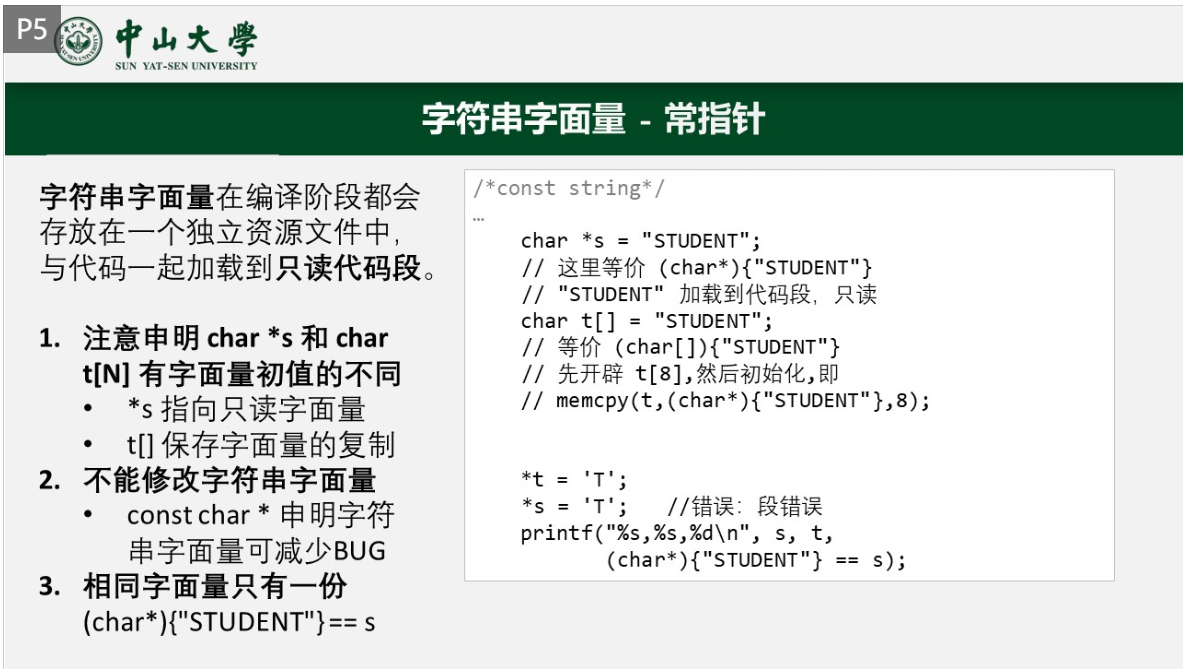 P5
中山大學
SUN YAT-SEN UNIVERSITY
字符串字面量 - 常指针
字符串字面量在编译阶段都会
存放在一个独立资源文件中，
与代码一起加载到只读代码段。
1. 注意申明 char *s 和 char
t[N] 有字面量初值的不同
• *s 指向只读字面量
• t[] 保存字面量的复制
2. 不能修改字符串字面量
• const char * 申明字符
串字面量可减少BUG
3. 相同字面量只有一份
(char*){"STUDENT"}== s
/*const string*/
…
char *s = "STUDENT";
// 这里等价 (char*){"STUDENT"}
// "STUDENT" 加载到代码段，只读
char t[] = "STUDENT";
// 等价 (char[]){"STUDENT"}
// 先开辟 t[8],然后初始化,即
// memcpy(t,(char*){"STUDENT"},8);
*t = 'T';
*s = 'T'; //错误：段错误
printf("%s,%s,%d\n", s, t,
(char*){"STUDENT"} == s);